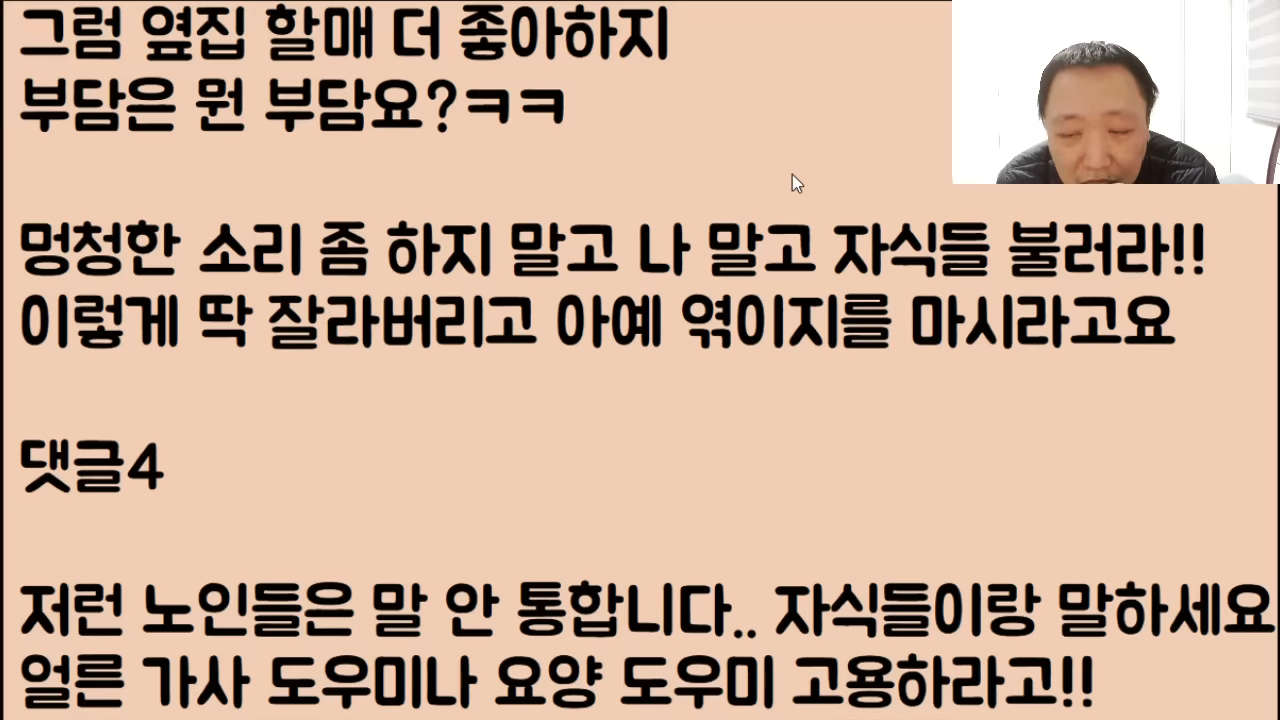 그럼 옆집 할매 더 좋아하지
부담은 뭔 부담요?ㅋㅋ
멍청한 소리 좀 하지 말고 나 말고 자식들 불러라!!
이렇게 딱 잘라버리고 아예 엮이지를 마시라고요
댓글4
저런 노인들은 말 안 통합니다.. 자식들이랑 말하세요
얼른 가사 도우미나 요양 도우미 고용하라고!!